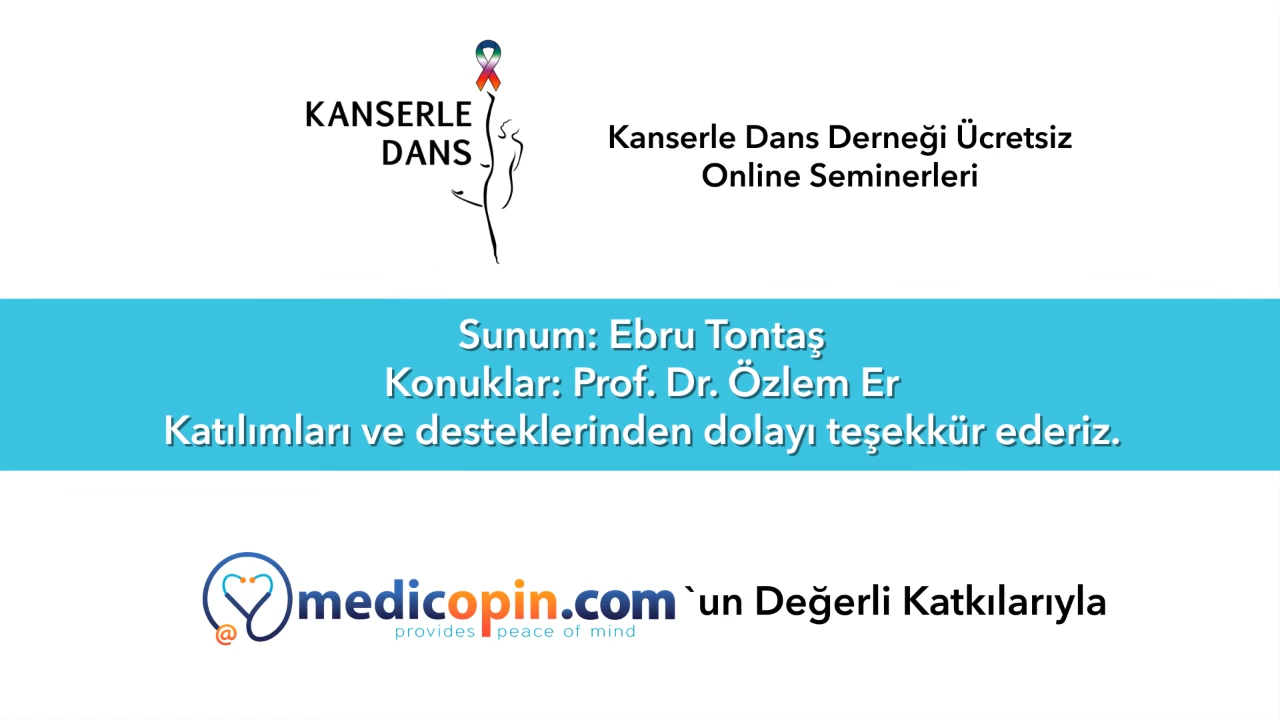 KANSERLE
DANS
Kanserle Dans Derneği Ücretsiz
Online Seminerleri
Sunum: Ebru Tontaş
Konuklar: Prof. Dr. Özlem Er
Katılımları ve desteklerinden dolayı teşekkür ederiz.
@medicopin.com `un Değerli Katkılarıyla
provides peace of mind